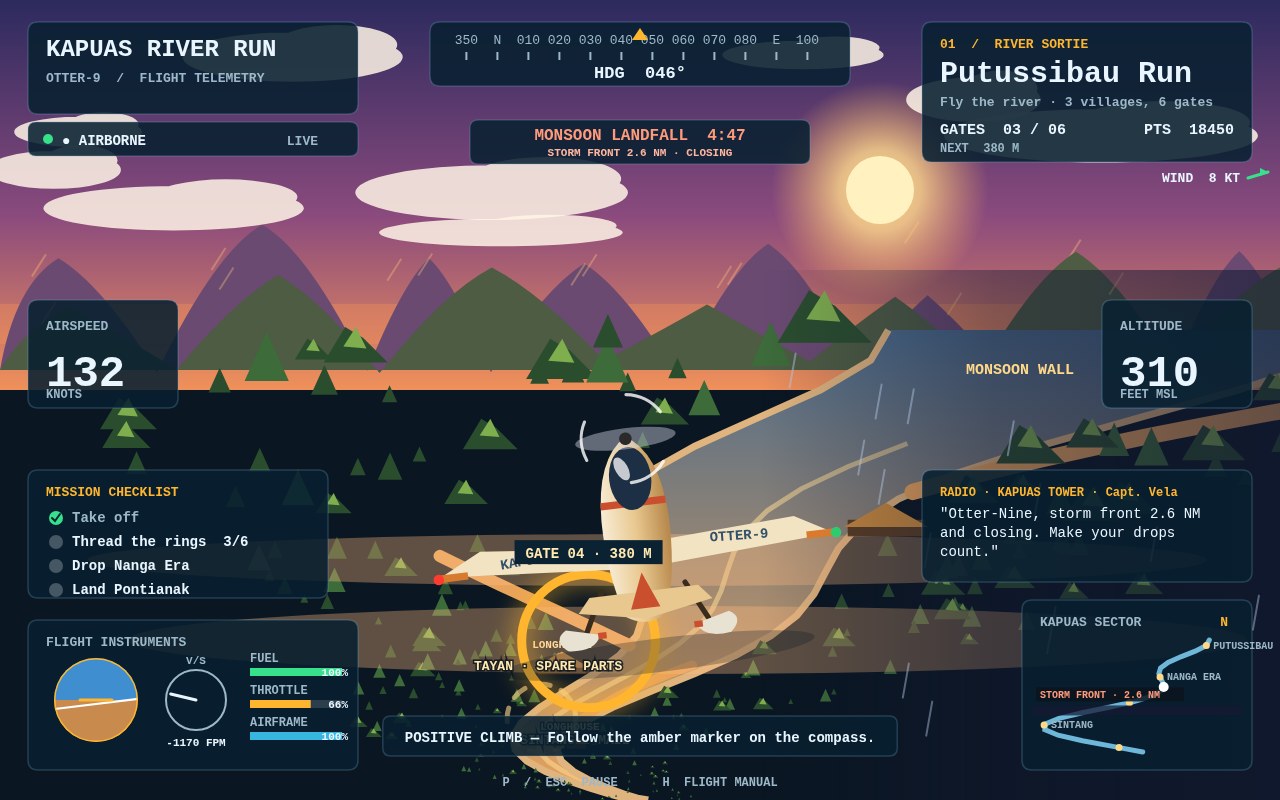 KAPUAS RIVER RUN
OTTER-9 / FLIGHT TELEMETRY
● AIRBORNE LIVE
350 N 010 020 030 040 050 060 070 080 E 100
HDG 046°
MONSOON LANDFALL 4:47
STORM FRONT 2.6 NM · CLOSING
01 / RIVER SORTIE
Putussibau Run
Fly the river · 3 villages, 6 gates
GATES 03 / 06 PTS 18450
NEXT 380 M
WIND 8 KT
AIRSPEED
132
KNOTS
MONSOON WALL
ALTITUDE
310
FEET MSL
MISSION CHECKLIST
Take off
Thread the rings 3/6
Drop Nanga Era
Land Pontianak
OTTER-9
GATE 04 · 380 M
TAYAN · SPARE PARTS
RADIO · KAPUAS TOWER · Capt. Vela
"Otter-Nine, storm front 2.6 NM
and closing. Make your drops
count."
FLIGHT INSTRUMENTS
V/S
-1170 FPM
FUEL
100%
THROTTLE
66%
AIRFRAME
100%
KAPUAS SECTOR N
PUTUSSIBAU
NANGA ERA
STORM FRONT · 2.6 NM
SINTANG
POSITIVE CLIMB — Follow the amber marker on the compass.
P / ESC PAUSE H FLIGHT MANUAL